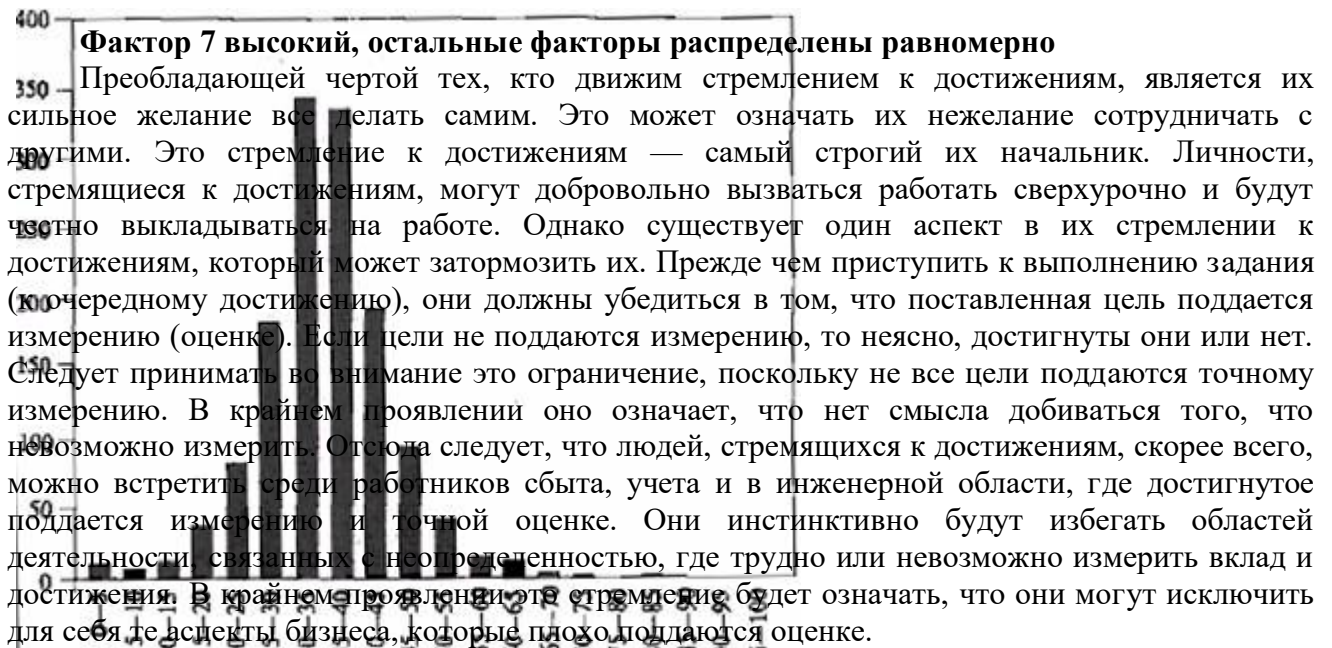 400
Фактор 7 высокий, остальные факторы распределены равномерно
Преобладающей чертой тех, кто движим стремлением к достижениям, является их
350
сильное желание все делать самим. Это может означать их нежелание сотрудничать с
другими. Это стремление к достижениям — самый строгий их начальник. Личности,
300
стремящиеся к достижениям, могут добровольно вызваться работать сверхурочно и будут
честно выкладываться на работе. Однако существует один аспект в их стремлении к
250
достижениям, который может затормозить их. Прежде чем приступить к выполнению задания
(к очередному достижению), они должны убедиться в том, что поставленная цель поддается
200
измерению (оценке). Если цели не поддаются измерению, то неясно, достигнуты они или нет.
150
Следует принимать во внимание это ограничение, поскольку не все цели поддаются точному
измерению. В крайнем проявлении оно означает, что нет смысла добиваться того, что
100
невозможно измерить. Отсюда следует, что людей, стремящихся к достижениям, скорее всего,
можно встретить среди работников сбыта, учета и в инженерной области, где достигнутое
50
поддается измерению и точной оценке. Они инстинктивно будут избегать областей
деятельности, связанных с неопределенностью, где трудно или невозможно измерить вклад и
0
достижения. В крайнем проявлении это стремление будет означать, что они могут исключить
для себя те аспекты бизнеса, которые плохо поддаются оценке.